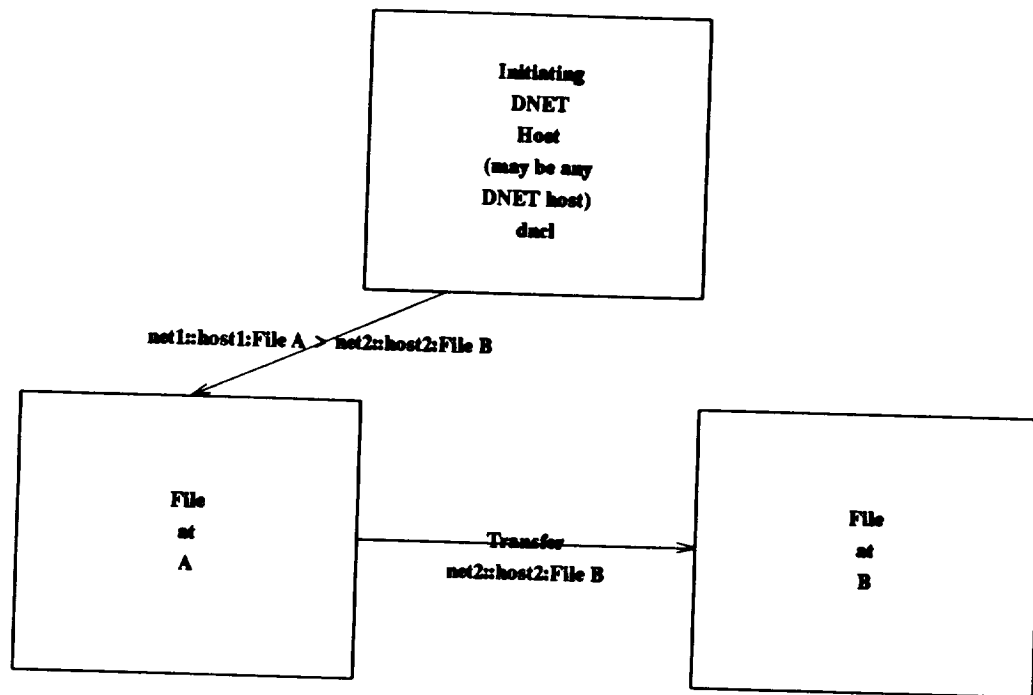 Initiating
DNET
Host
(may be any
DNET host)
dncl
net1::host1:File A > net2::host2:File B
File
at
A
Transfer
net2::host2:File B
File
at
B